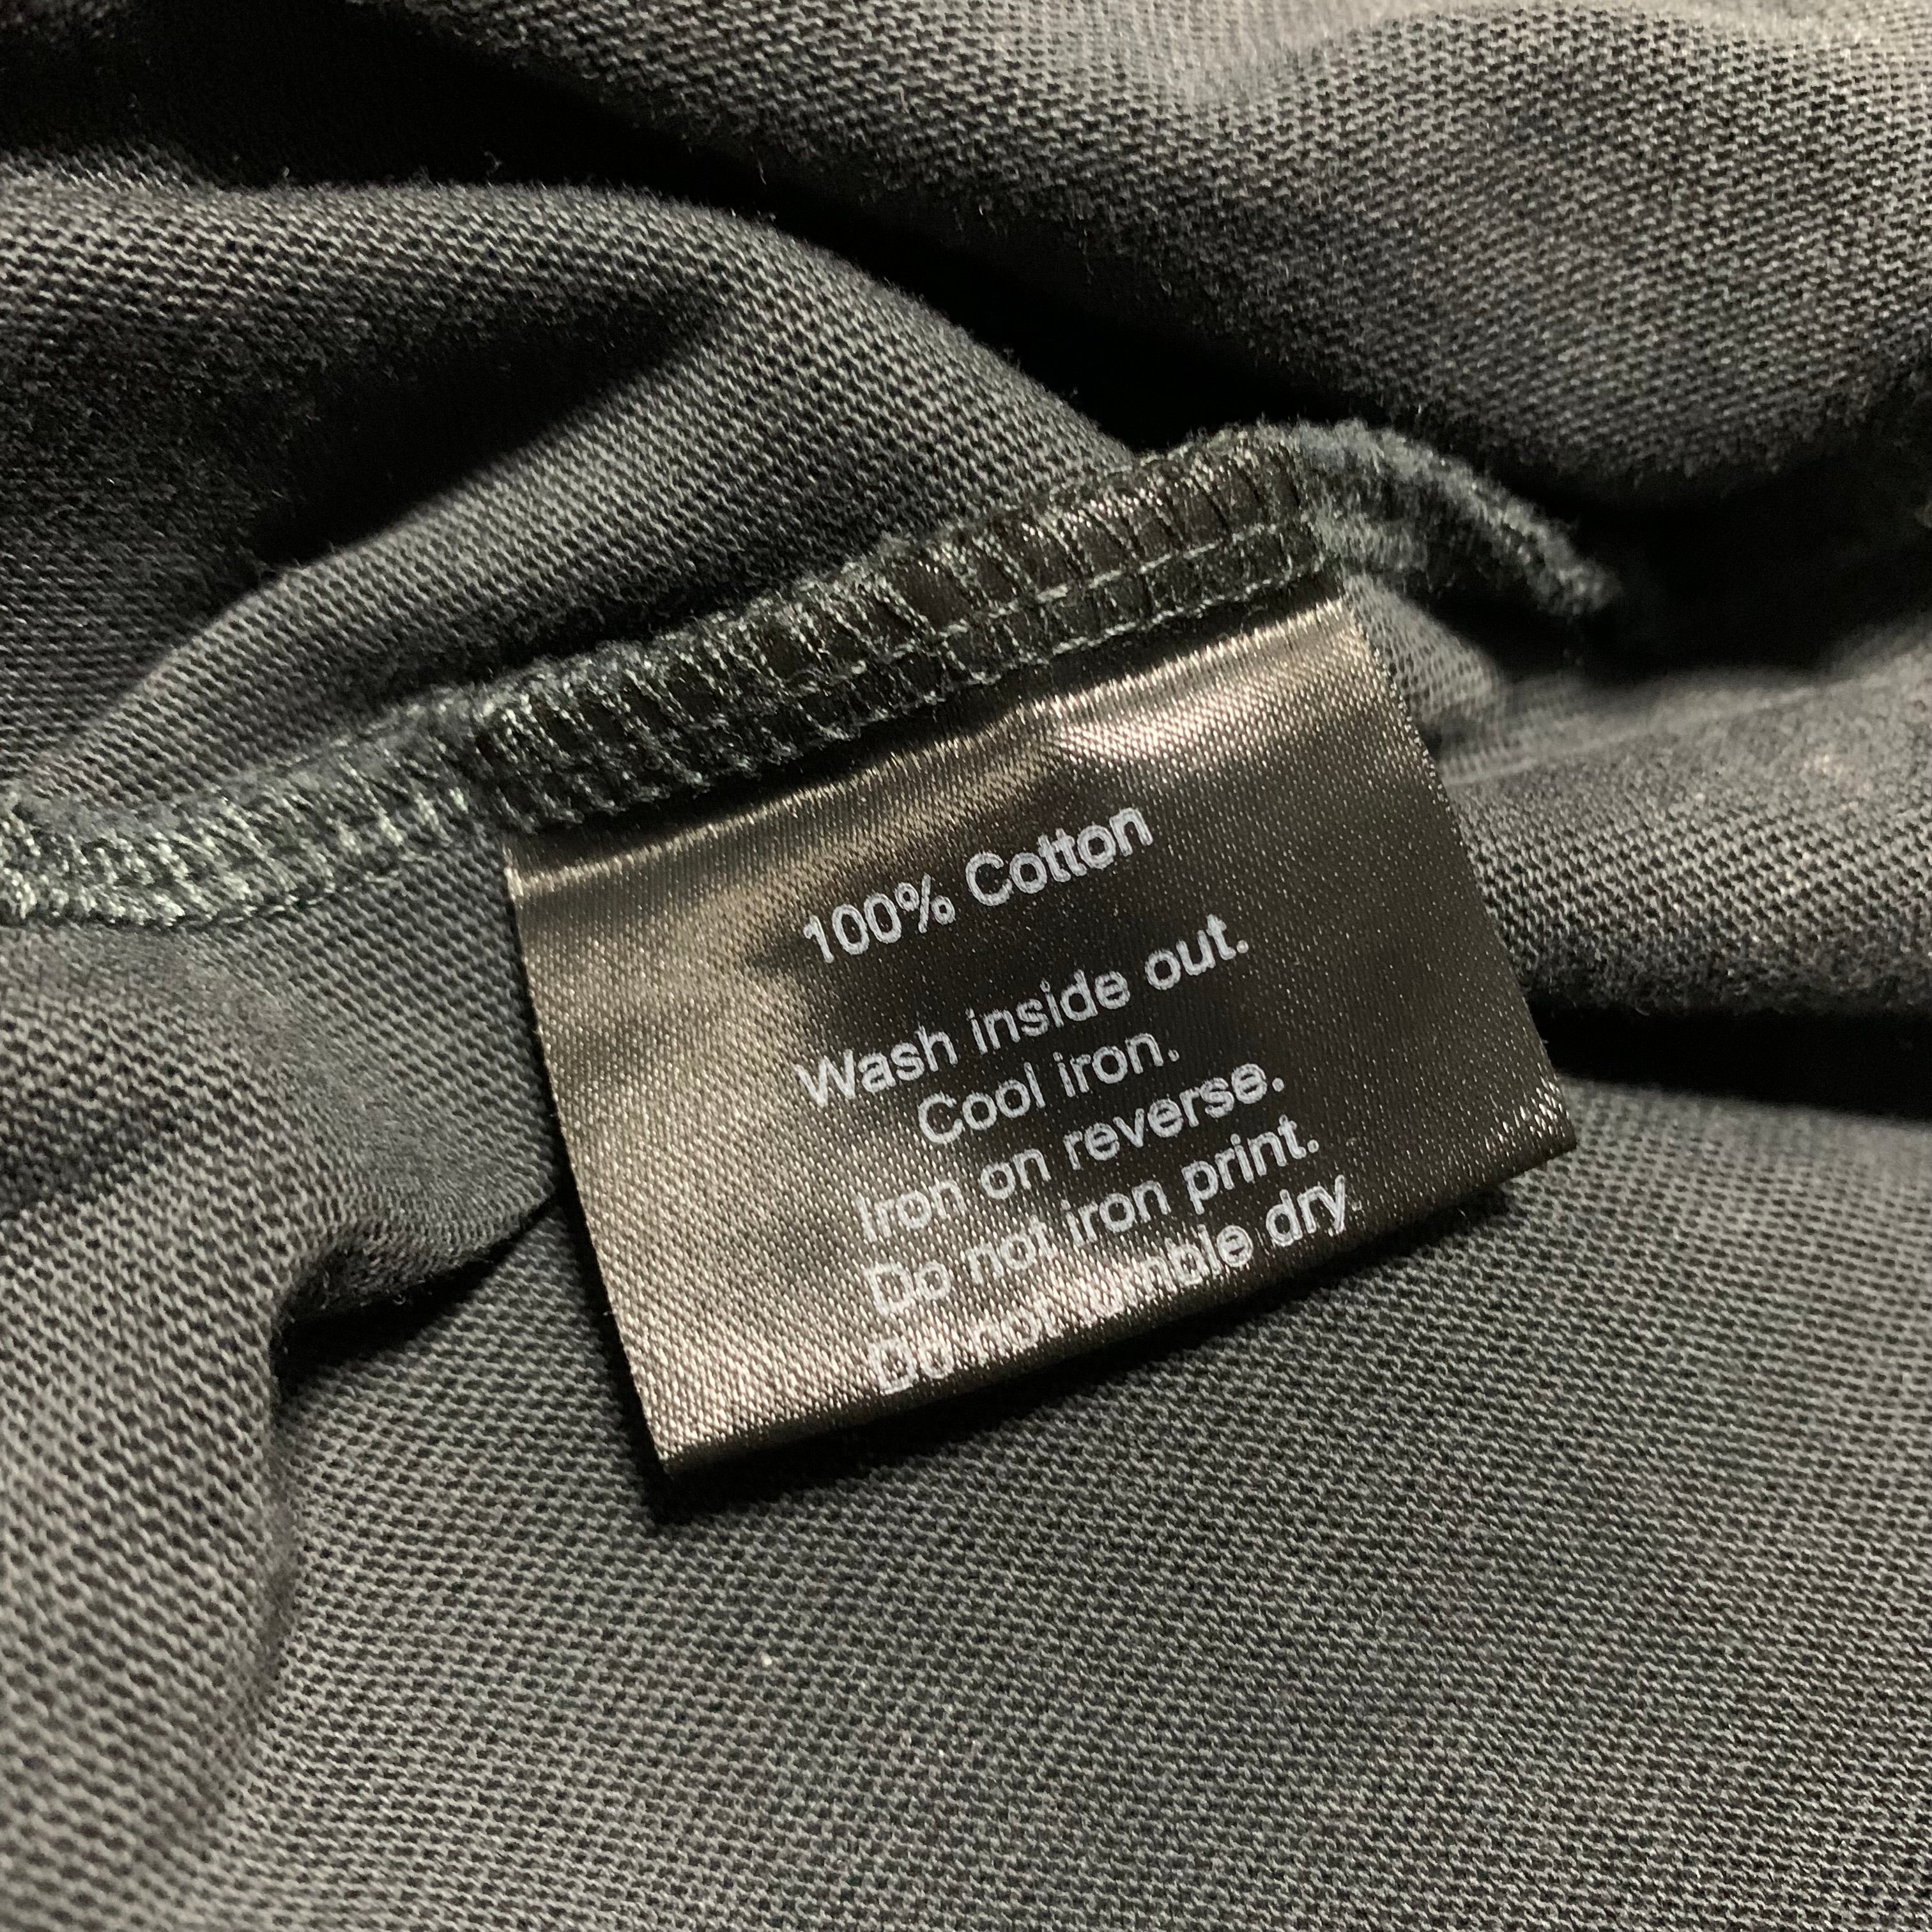 100% Cotton
Wash inside out.
Cool iron.
Iron on reverse.
Do not iron print.
Do not tumble dry.